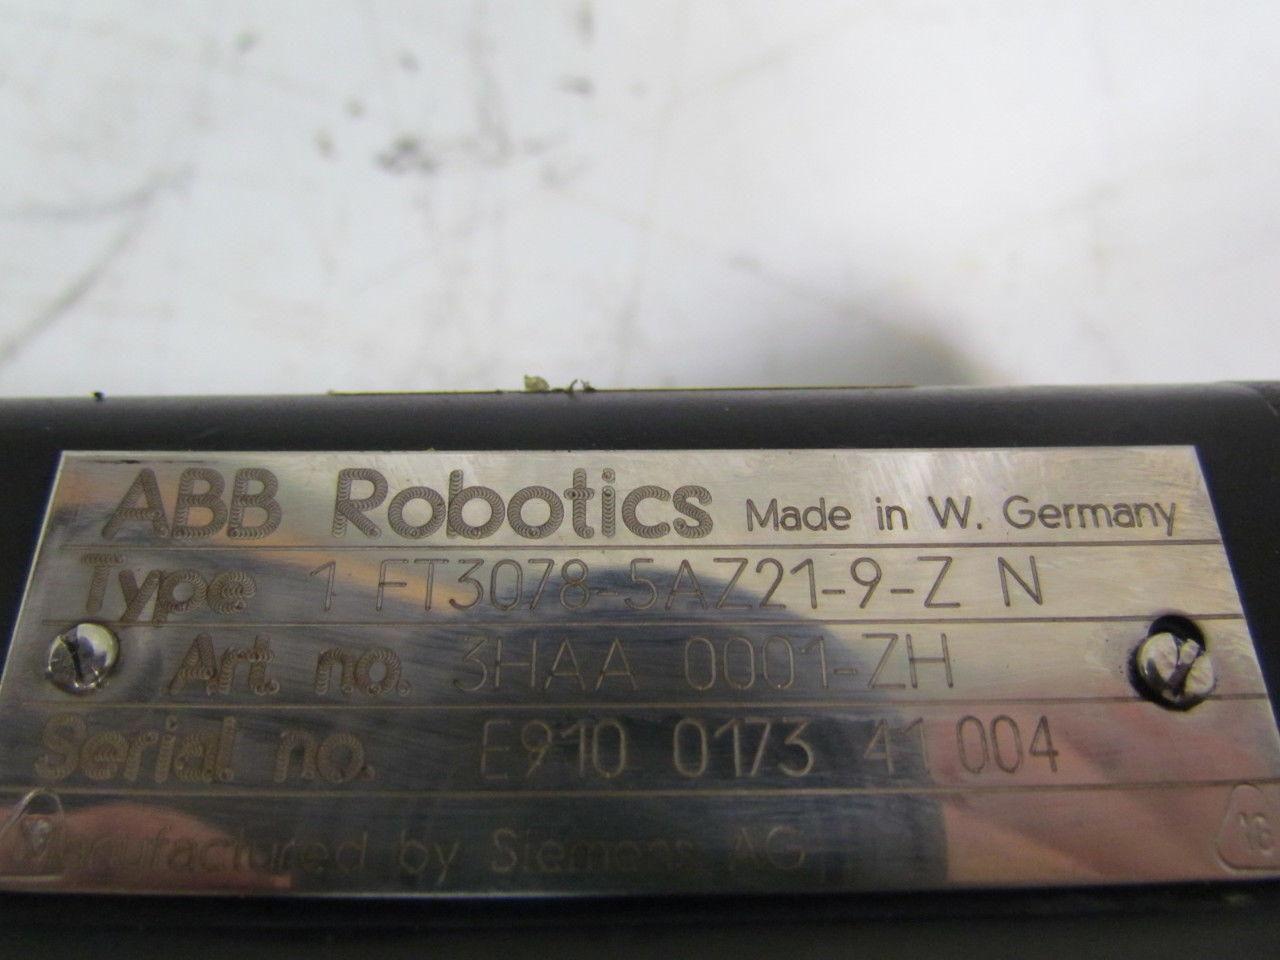 ABB Robotics Made in W. Germany
Type 1 FT3078-5AZ21-9-Z N
Art. no. 3HAA 0001-ZH
Serial no. E910 0173 41 004
Manufactured by Siemens AG